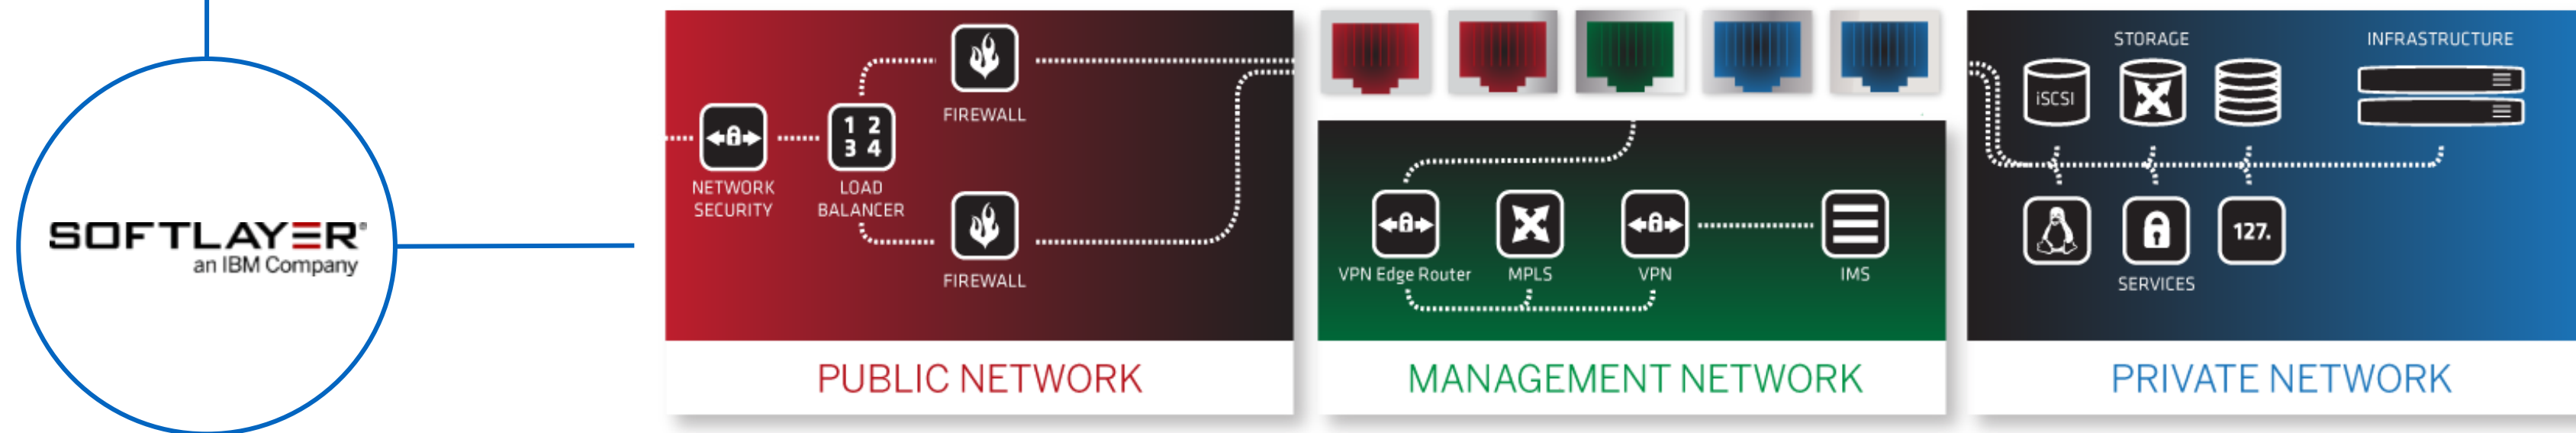 SOFTLAYER®
an IBM Company
FIREWALL
1 2
3 4
NETWORK
SECURITY
LOAD
BALANCER
FIREWALL
PUBLIC NETWORK
VPN Edge Router
MPLS
VPN
IMS
MANAGEMENT NETWORK
STORAGE
INFRASTRUCTURE
iSCSI
127.
SERVICES
PRIVATE NETWORK